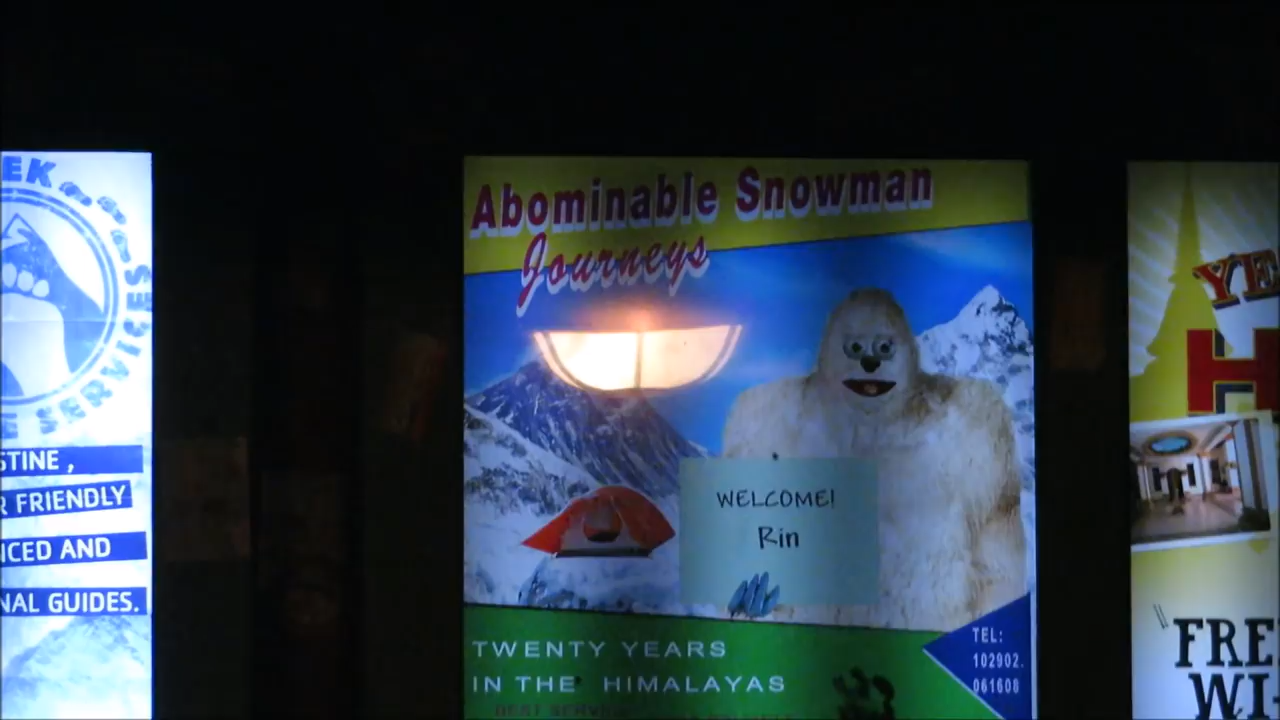 EK
E SERVICES
STINE ,
R FRIENDLY
NCED AND
NAL GUIDES.
Abominable Snowman
Journeys
WELCOME!
Rin
TWENTY YEARS
IN THE HIMALAYAS
TEL:
102902.
061608
YE
H
"FRE
WI-